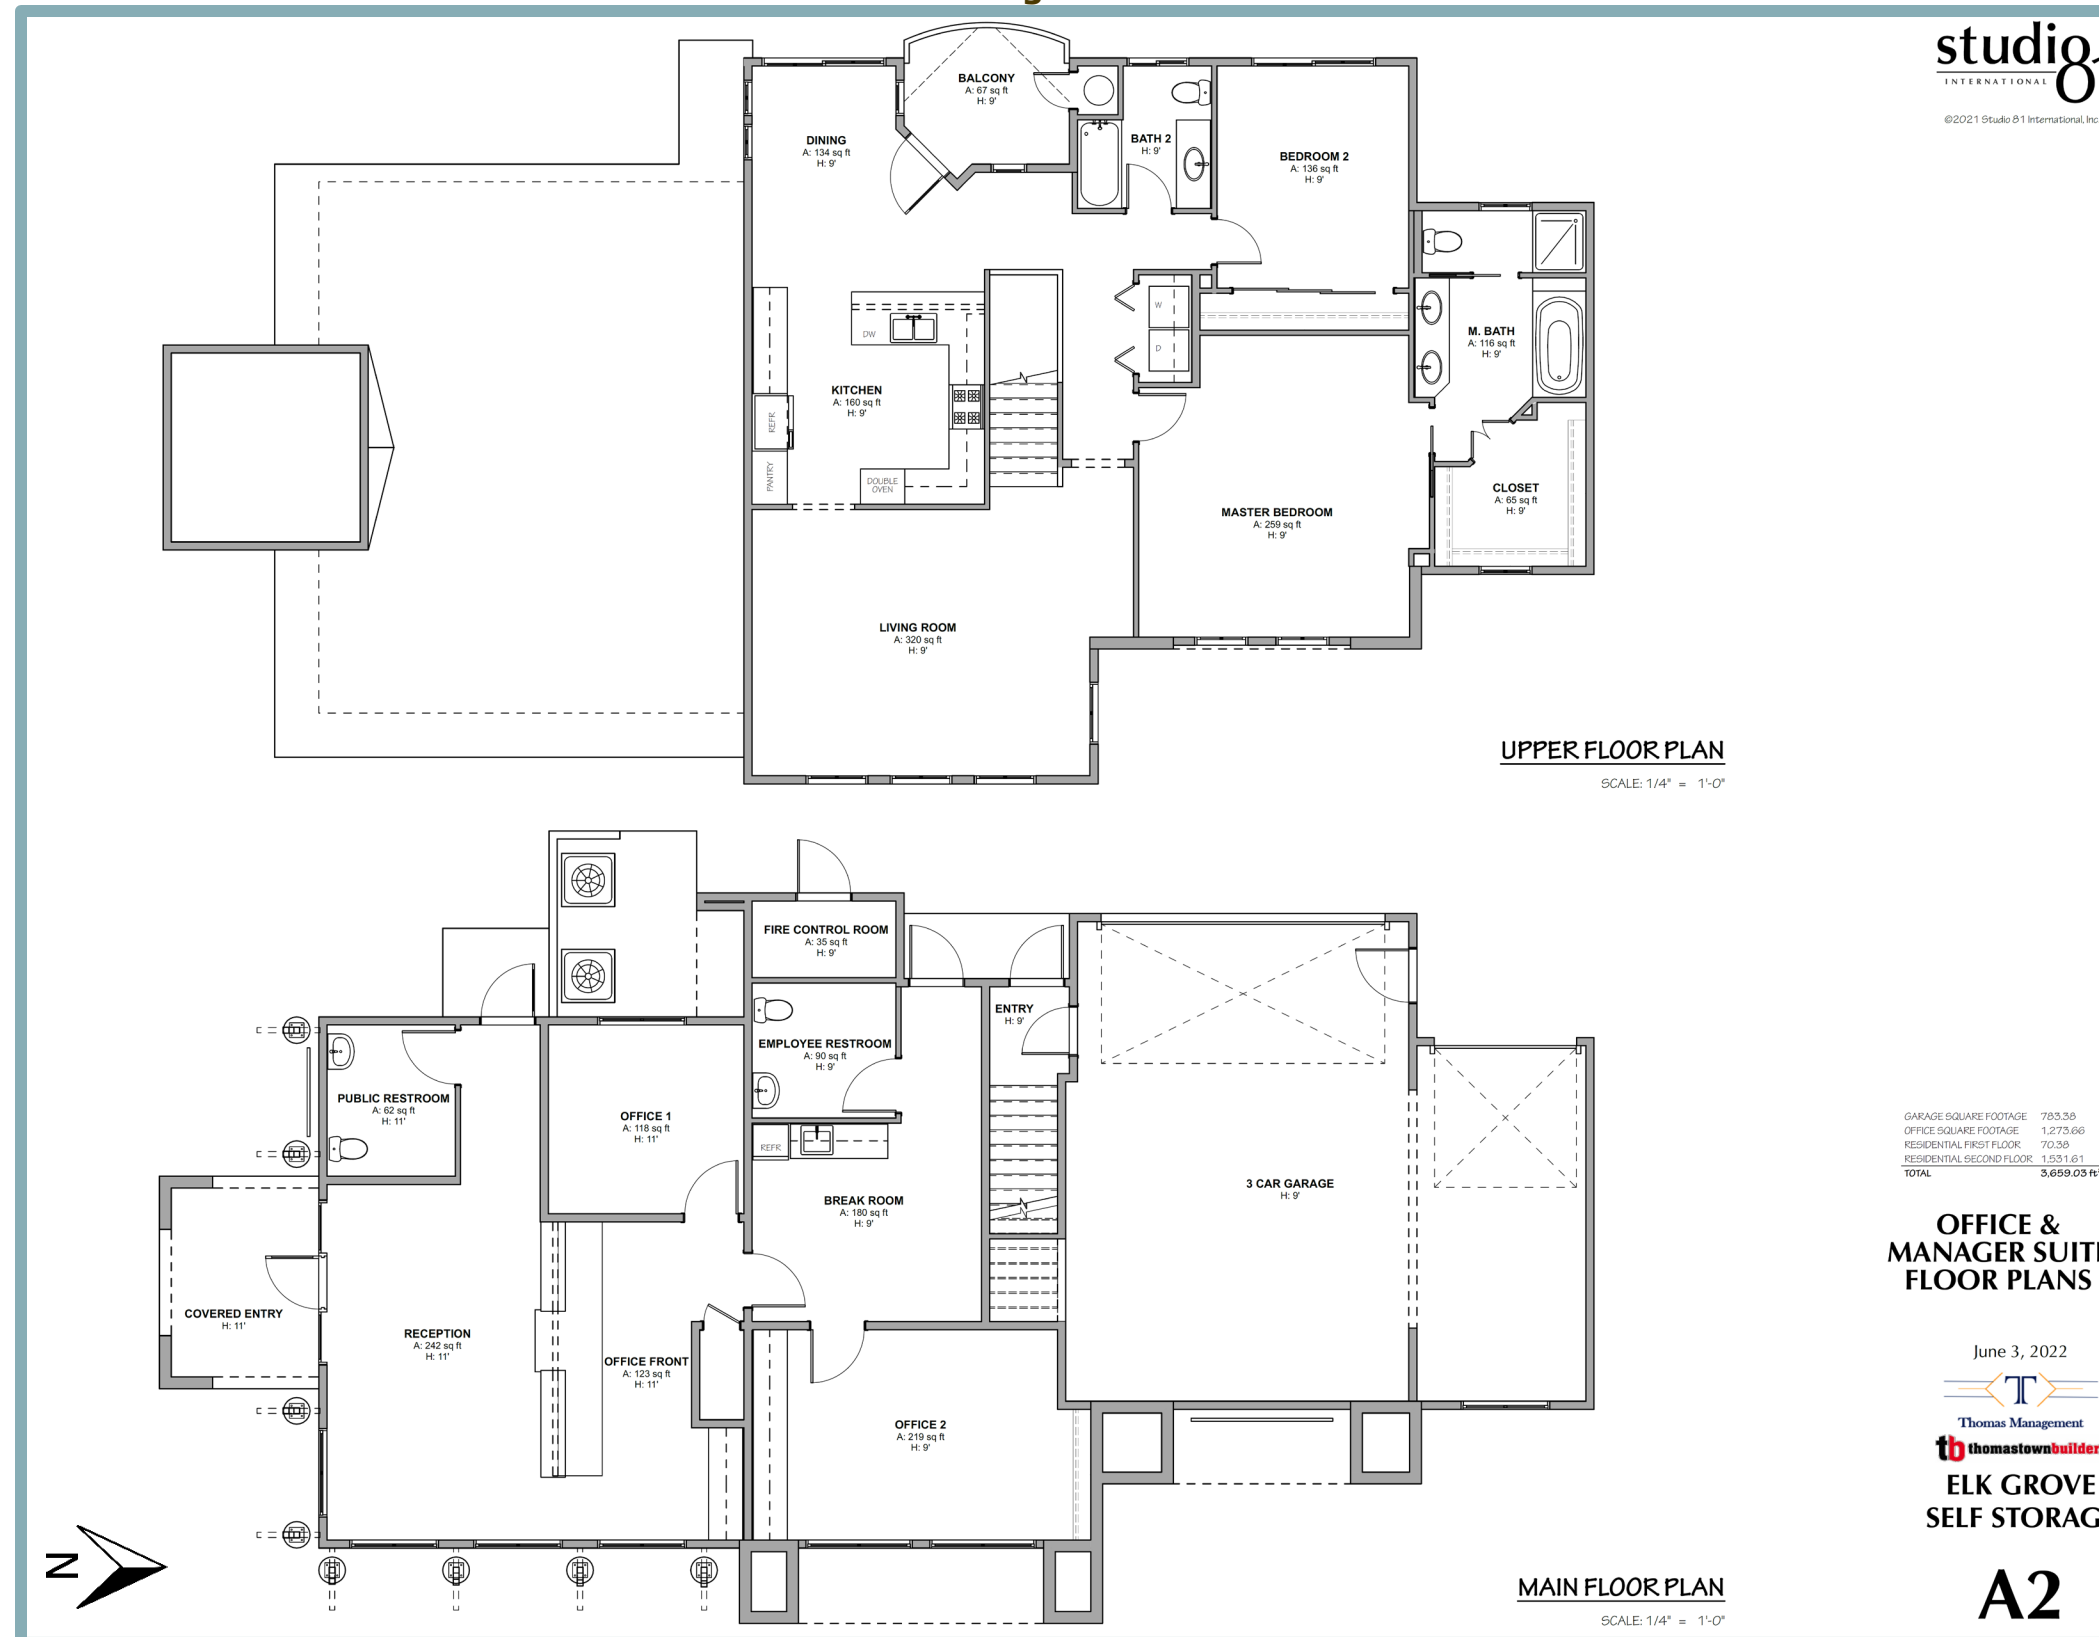 studio 8
INTERNATIONAL
©2021 Studio 81 International, Inc
BALCONY
A: 67 sq ft
H: 9'
DINING
A: 134 sq ft
H: 9'
BATH 2
H: 9'
BEDROOM 2
A: 136 sq ft
H: 9'
W
D
M. BATH
A: 116 sq ft
H: 9'
DW
KITCHEN
A: 160 sq ft
H: 9'
REFR
PANTRY
DOUBLE
OVEN
CLOSET
A: 65 sq ft
H: 9'
MASTER BEDROOM
A: 259 sq ft
H: 9'
LIVING ROOM
A: 320 sq ft
H: 9'
UPPER FLOOR PLAN
SCALE: 1/4" = 1'-0"
FIRE CONTROL ROOM
A: 35 sq ft
H: 9'
ENTRY
H: 9'
EMPLOYEE RESTROOM
A: 90 sq ft
H: 9'
PUBLIC RESTROOM
A: 62 sq ft
H: 11'
OFFICE 1
A: 118 sq ft
H: 11'
REFR
BREAK ROOM
A: 180 sq ft
H: 9'
3 CAR GARAGE
H: 9'
COVERED ENTRY
H: 11'
RECEPTION
A: 242 sq ft
H: 11'
OFFICE FRONT
A: 123 sq ft
H: 11'
OFFICE 2
A: 219 sq ft
H: 9'
N
MAIN FLOOR PLAN
SCALE: 1/4" = 1'-0"
GARAGE SQUARE FOOTAGE 783.38
OFFICE SQUARE FOOTAGE 1,273.66
RESIDENTIAL FIRST FLOOR 70.38
RESIDENTIAL SECOND FLOOR 1,531.61
TOTAL 3,659.03 ft
OFFICE &
MANAGER SUIT
FLOOR PLANS
June 3, 2022
T
Thomas Management
tb thomastownbuilder
ELK GROVE
SELF STORAG
A2